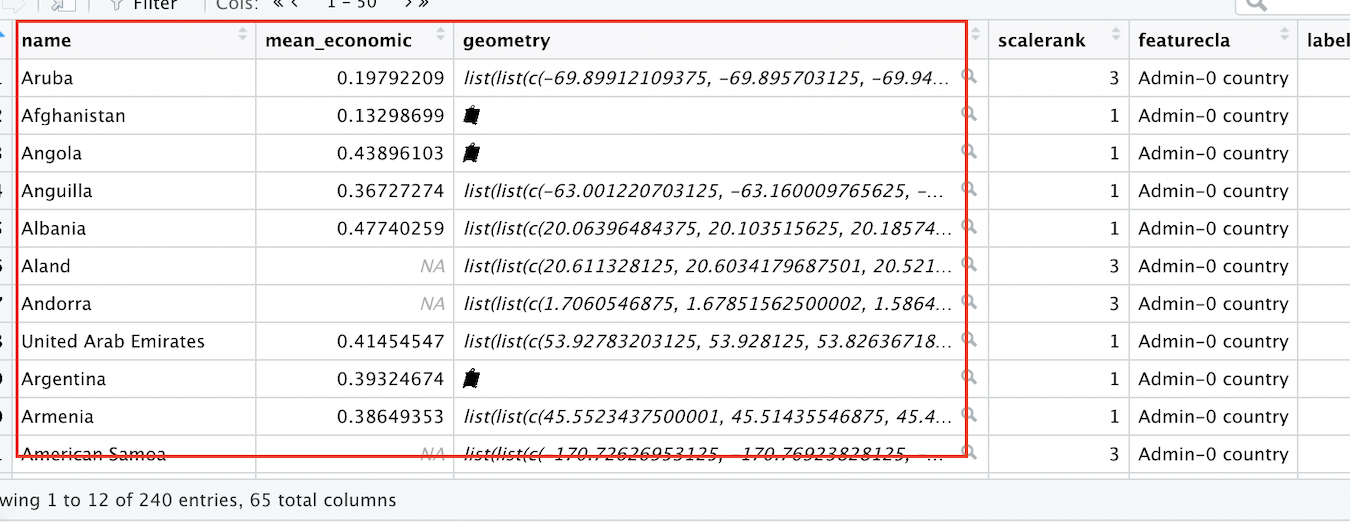 Filter Cols: « < 1 - 50 > »
name mean_economic geometry scalerank featurecla label
Aruba 0.19792209 list(list(c(-69.89912109375, -69.895703125, -69.94... 3 Admin-0 country
Afghanistan 0.13298699 1 Admin-0 country
Angola 0.43896103 1 Admin-0 country
Anguilla 0.36727274 list(list(c(-63.001220703125, -63.160009765625, -... 1 Admin-0 country
Albania 0.47740259 list(list(c(20.06396484375, 20.103515625, 20.18574... 1 Admin-0 country
Aland NA list(list(c(20.611328125, 20.6034179687501, 20.521... 3 Admin-0 country
Andorra NA list(list(c(1.7060546875, 1.67851562500002, 1.5864... 3 Admin-0 country
United Arab Emirates 0.41454547 list(list(c(53.92783203125, 53.928125, 53.82636718... 1 Admin-0 country
Argentina 0.39324674 1 Admin-0 country
Armenia 0.38649353 list(list(c(45.5523437500001, 45.51435546875, 45.4... 1 Admin-0 country
American Samoa NA list(list(c(-170.72626953125, -170.76923828125, -... 3 Admin-0 country
wing 1 to 12 of 240 entries, 65 total columns